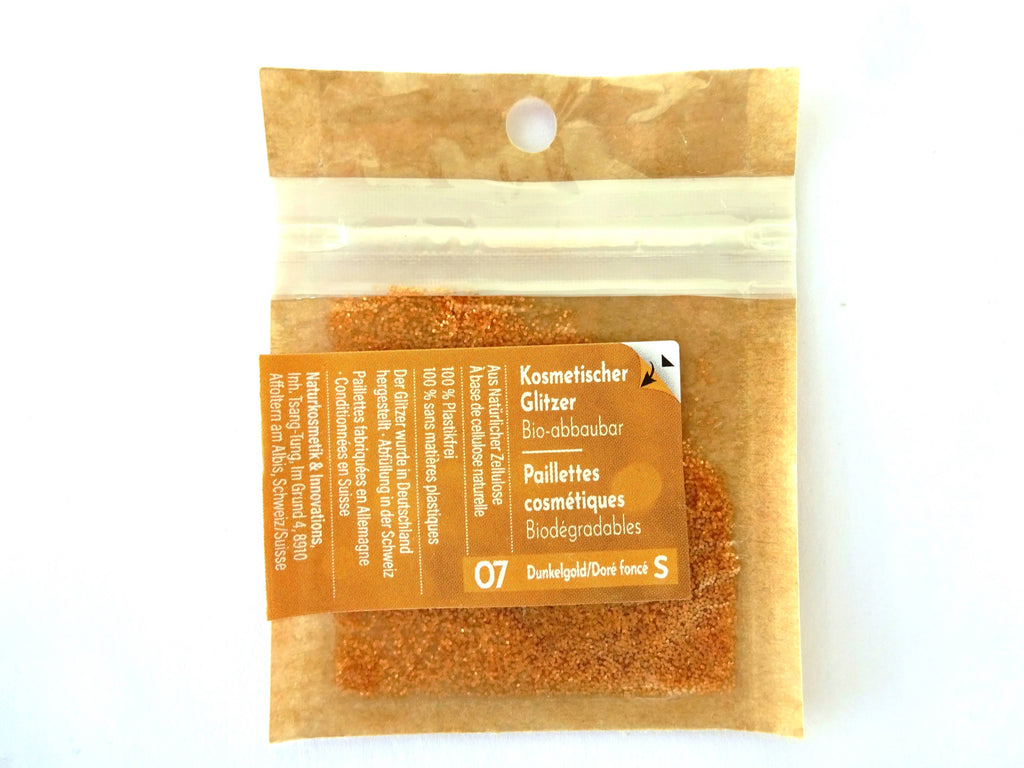 Kosmetischer
Glitzer
Bio-abbaubar
Paillettes
cosmétiques
Biodégradables
07 Dunkelgold/Doré foncé S
Aus Natürlicher Zellulose
À base de cellulose naturelle
100 % Plastikfrei
100 % sans matières plastiques
Der Glitzer wurde in Deutschland
hergestellt · Abfüllung in der Schweiz
Paillettes fabriquées en Allemagne
· Conditionnées en Suisse
Naturkosmetik & Innovations,
Inh. Tsang-Tung, Im Grund 4, 8910
Affoltern am Albis, Schweiz/Suisse